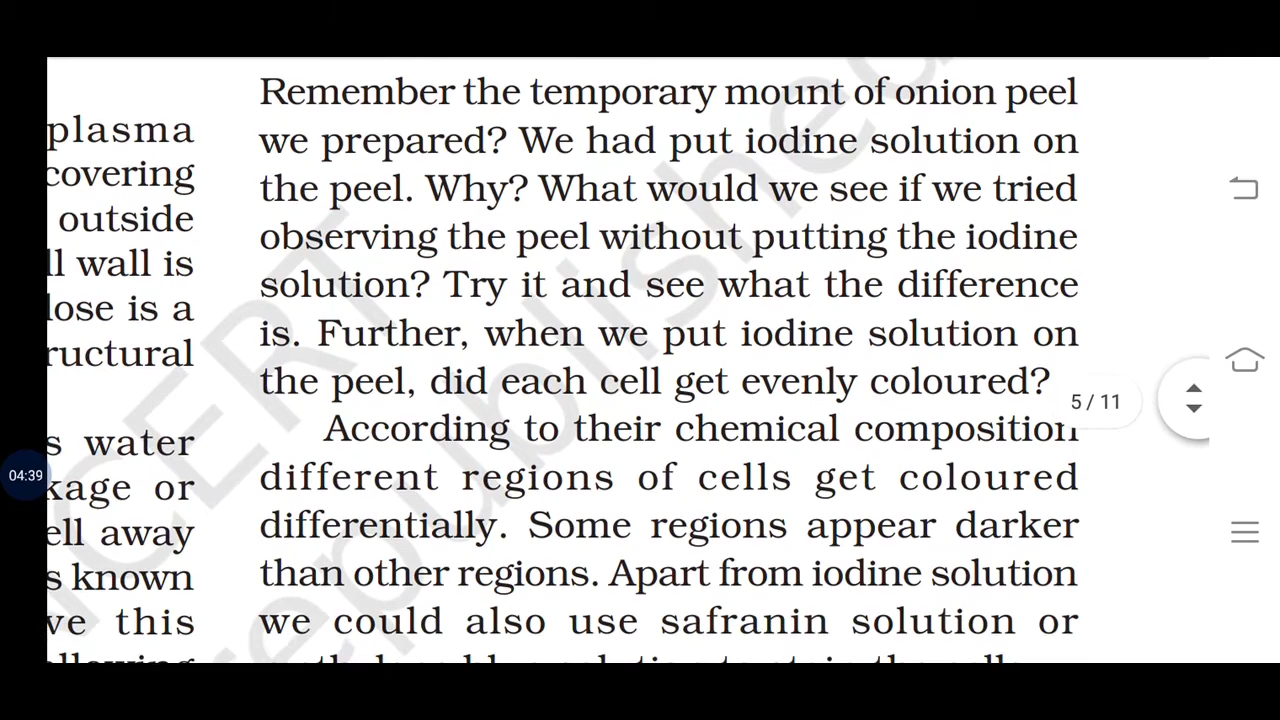 plasma
covering
outside
ll wall is
lose is a
ructural
s water
kage or
ell away
s known
ve this
Remember the temporary mount of onion peel
we prepared? We had put iodine solution on
the peel. Why? What would we see if we tried
observing the peel without putting the iodine
solution? Try it and see what the difference
is. Further, when we put iodine solution on
the peel, did each cell get evenly coloured?
According to their chemical composition
different regions of cells get coloured
differentially. Some regions appear darker
than other regions. Apart from iodine solution
we could also use safranin solution or
5 / 11
04:39
NCERT
republished